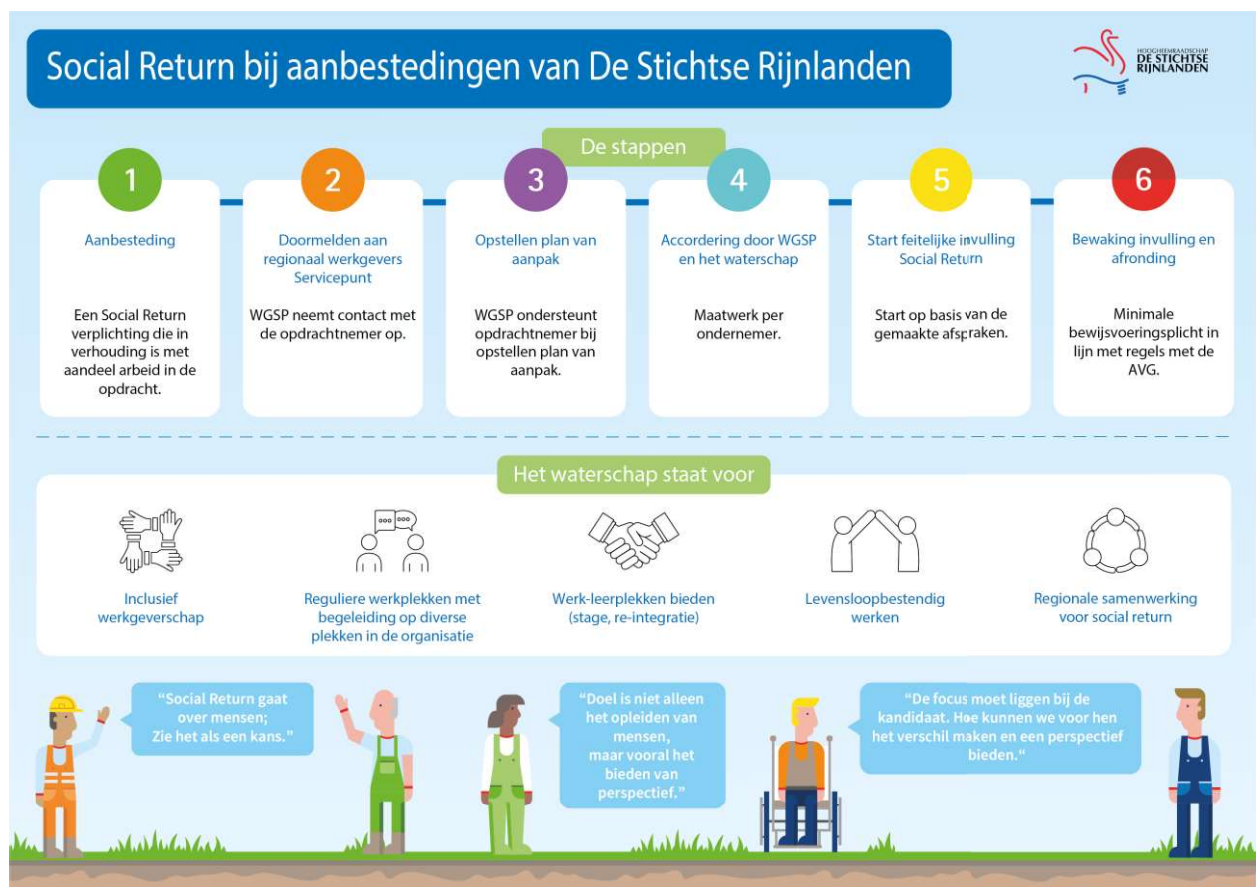 Social Return bij aanbestedingen van De Stichtse Rijnlanden
HOOGHEEMRAADSCHAP
DE STICHTSE
RIJNLANDEN
De stappen
1
Aanbesteding
Een Social Return
verplichting die in
verhouding is met
aandeel arbeid in de
opdracht.
2
Doormelden aan
regionaal werkgevers
Servicepunt
WGSP neemt contact met
de opdrachtnemer op.
3
Opstellen plan van
aanpak
WGSP ondersteunt
opdrachtnemer bij
opstellen plan van
aanpak.
4
Accordering door WGSP
en het waterschap
Maatwerk per
ondernemer.
5
Start feitelijke invulling
Social Return
Start op basis van de
gemaakte afspraken.
6
Bewaking invulling en
afronding
Minimale
bewijsvoeringsplicht in
lijn met regels met de
AVG.
Het waterschap staat voor
Inclusief
werkgeverschap
Reguliere werkplekken met
begeleiding op diverse
plekken in de organisatie
Werk-leerplekken bieden
(stage, re-integratie)
Levensloopbestendig
werken
Regionale samenwerking
voor social return
“Social Return gaat
over mensen;
Zie het als een kans.”
“Doel is niet alleen
het opleiden van
mensen,
maar vooral het
bieden van
perspectief.”
“De focus moet liggen bij de
kandidaat. Hoe kunnen we voor hen
het verschil maken en een perspectief
bieden.“